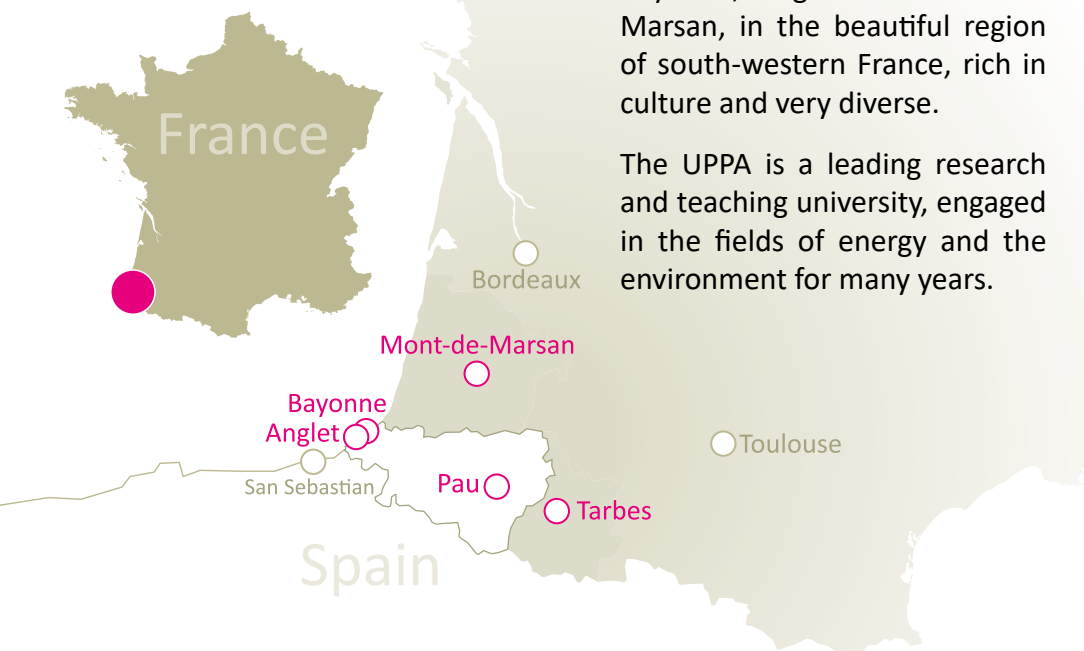 Marsan, in the beautiful region
of south-western France, rich in
culture and very diverse.
The UPPA is a leading research
and teaching university, engaged
in the fields of energy and the
environment for many years.
France
Bordeaux
Mont-de-Marsan
Bayonne
Anglet
San Sebastian
Pau
Tarbes
Toulouse
Spain